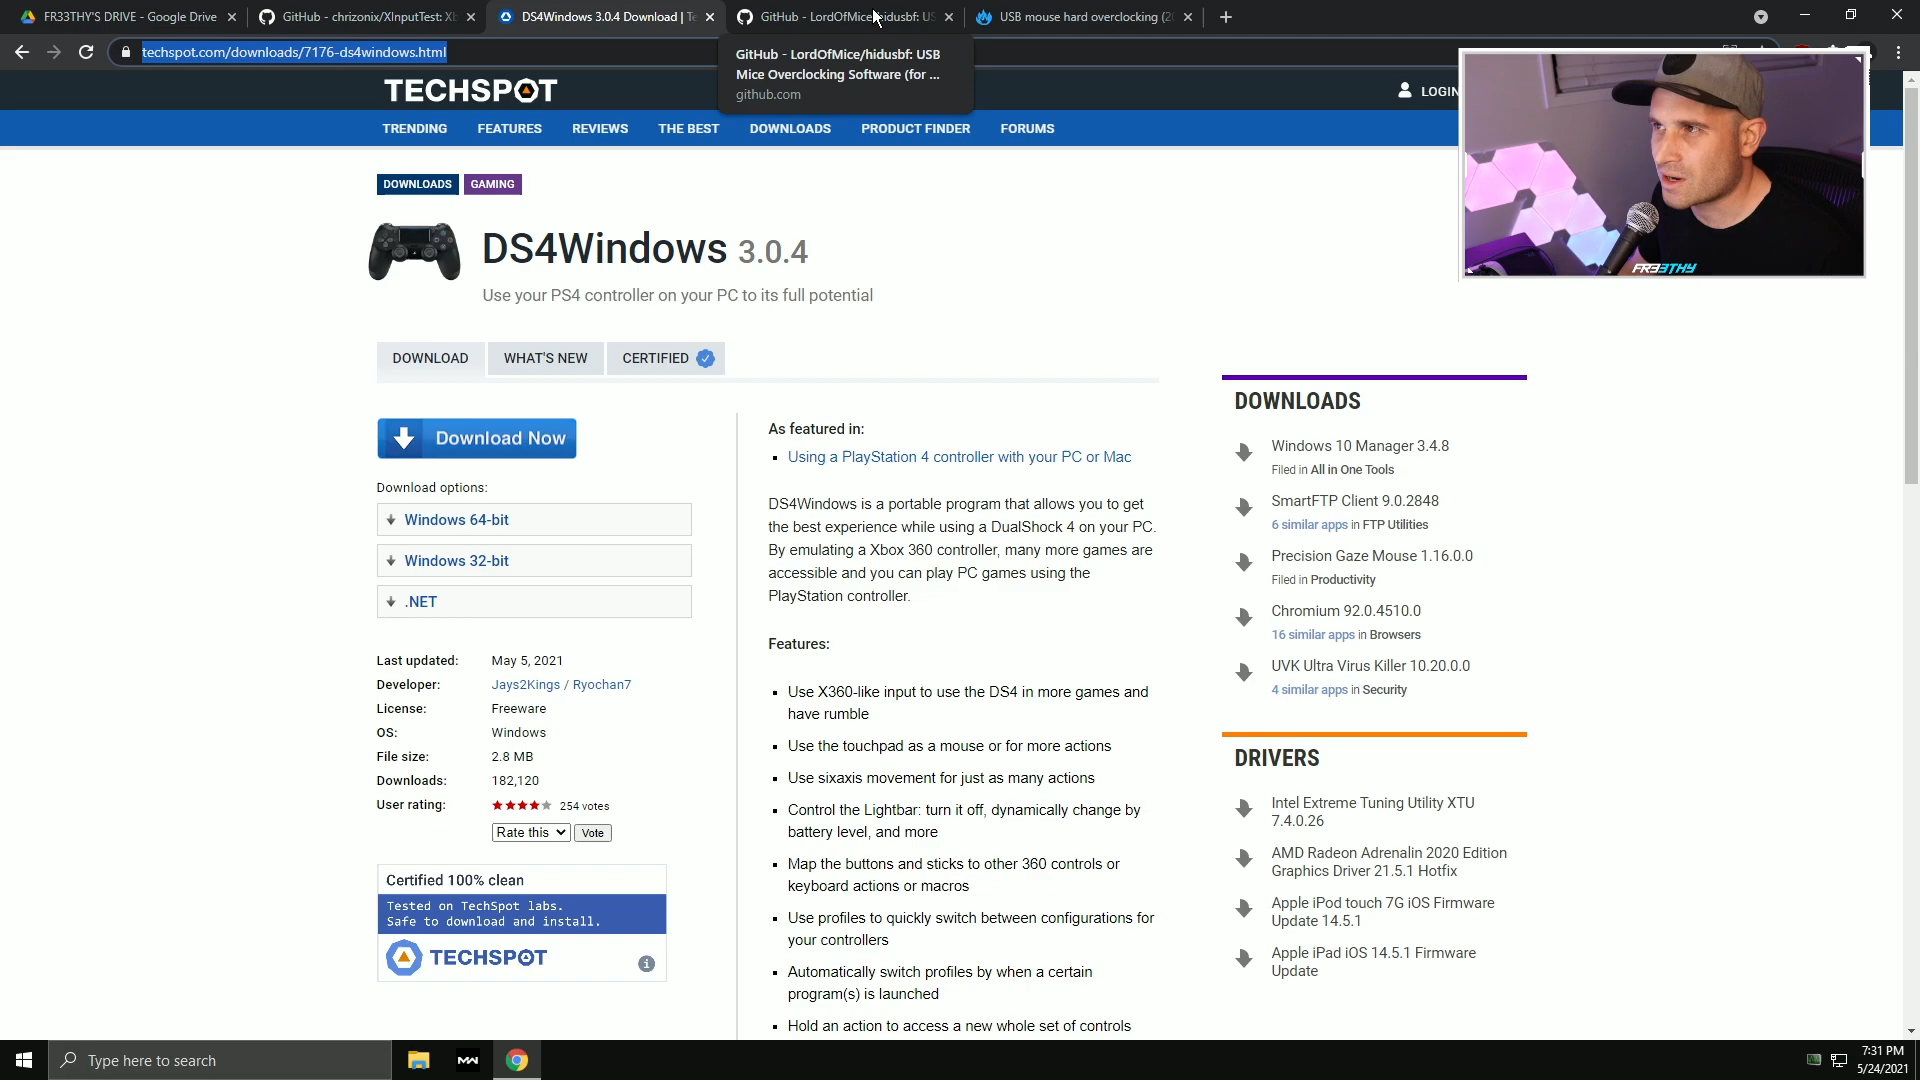 FR33THY'S DRIVE - Google Drive
GitHub - chrizonix/XInputTest: Xb
DS4Windows 3.0.4 Download | Te
GitHub - LordOfMice/hidusbf: US
USB mouse hard overclocking (20
techspot.com/downloads/7176-ds4windows.html
GitHub - LordOfMice/hidusbf: USB
Mice Overclocking Software (for ...
github.com
TECHSPOT
LOGIN
TRENDING
FEATURES
REVIEWS
THE BEST
DOWNLOADS
PRODUCT FINDER
FORUMS
DOWNLOADS
GAMING
DS4Windows 3.0.4
Use your PS4 controller on your PC to its full potential
FR33THY
DOWNLOAD
WHAT'S NEW
CERTIFIED
Download Now
Download options:
Windows 64-bit
Windows 32-bit
.NET
Last updated: May 5, 2021
Developer: Jays2Kings / Ryochan7
License: Freeware
OS: Windows
File size: 2.8 MB
Downloads: 182,120
User rating: 254 votes
Rate this
Vote
Certified 100% clean
Tested on TechSpot labs.
Safe to download and install.
TECHSPOT
As featured in:
Using a PlayStation 4 controller with your PC or Mac
DS4Windows is a portable program that allows you to get
the best experience while using a DualShock 4 on your PC.
By emulating a Xbox 360 controller, many more games are
accessible and you can play PC games using the
PlayStation controller.
Features:
Use X360-like input to use the DS4 in more games and
have rumble
Use the touchpad as a mouse or for more actions
Use sixaxis movement for just as many actions
Control the Lightbar: turn it off, dynamically change by
battery level, and more
Map the buttons and sticks to other 360 controls or
keyboard actions or macros
Use profiles to quickly switch between configurations for
your controllers
Automatically switch profiles by when a certain
program(s) is launched
Hold an action to access a new whole set of controls
DOWNLOADS
Windows 10 Manager 3.4.8
Filed in All in One Tools
SmartFTP Client 9.0.2848
6 similar apps in FTP Utilities
Precision Gaze Mouse 1.16.0.0
Filed in Productivity
Chromium 92.0.4510.0
16 similar apps in Browsers
UVK Ultra Virus Killer 10.20.0.0
4 similar apps in Security
DRIVERS
Intel Extreme Tuning Utility XTU
7.4.0.26
AMD Radeon Adrenalin 2020 Edition
Graphics Driver 21.5.1 Hotfix
Apple iPod touch 7G iOS Firmware
Update 14.5.1
Apple iPad iOS 14.5.1 Firmware
Update
Type here to search
MW
7:31 PM
5/24/2021